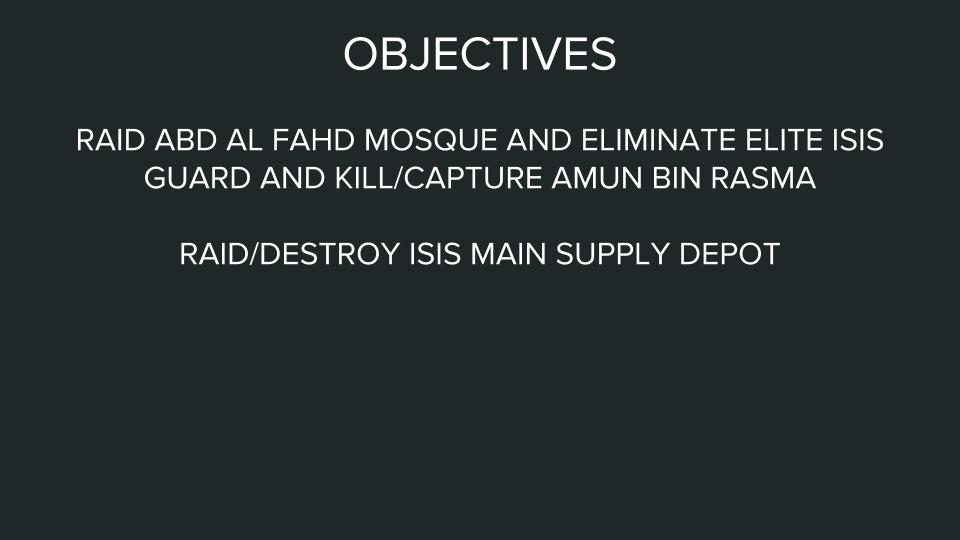 OBJECTIVES
RAID ABD AL FAHD MOSQUE AND ELIMINATE ELITE ISIS
GUARD AND KILL/CAPTURE AMUN BIN RASMA
RAID/DESTROY ISIS MAIN SUPPLY DEPOT